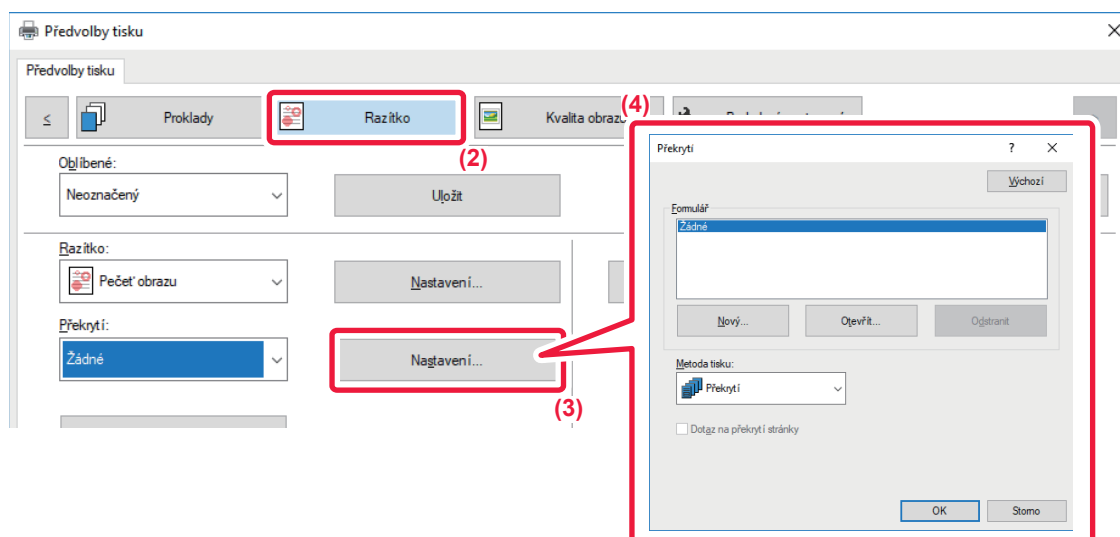 Předvolby tisku
Předvolby tisku
<
Proklady
Razítko
Kvalita obrazu
(4)
(2)
Oblíbené:
Neoznačený
Uložit
Razítko:
Pečeť obrazu
Nastavení...
Překrytí:
Žádné
Nastavení...
(3)
Překrytí
?
Výchozí
Formulář
Žádné
Nový...
Otevřít...
Odstranit
Metoda tisku:
Překrytí
Dotaz na překrytí stránky
OK
Storno